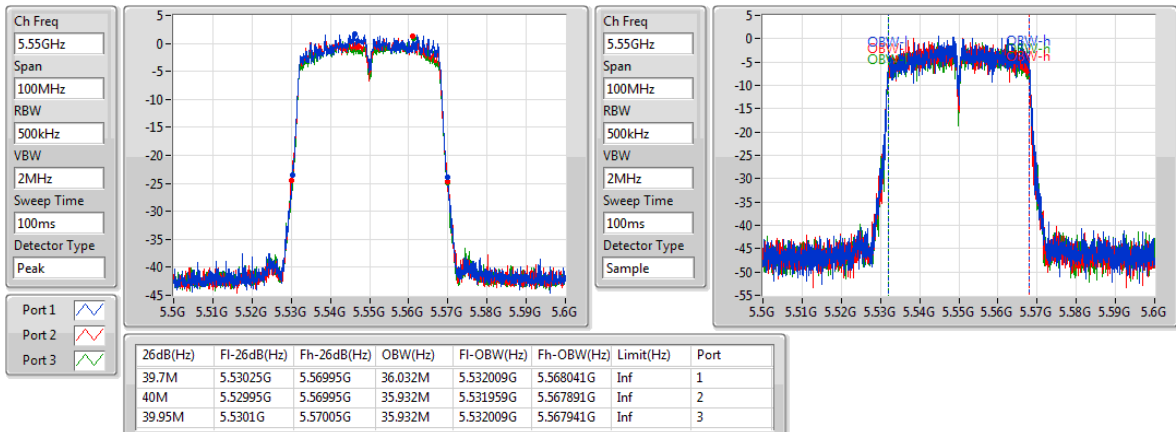 Ch Freq
5.55GHz
Span
100MHz
RBW
500kHz
VBW
2MHz
Sweep Time
100ms
Detector Type
Peak
5
0
-5
-10
-15
-20
-25
-30
-35
-40
-45
5.5G 5.51G 5.52G 5.53G 5.54G 5.55G 5.56G 5.57G 5.58G 5.59G 5.6G
Ch Freq
5.55GHz
Span
100MHz
RBW
500kHz
VBW
2MHz
Sweep Time
100ms
Detector Type
Sample
5
0
-5
-10
-15
-20
-25
-30
-35
-40
-45
-50
-55
OBW-h
OBW-h
5.5G 5.51G 5.52G 5.53G 5.54G 5.55G 5.56G 5.57G 5.58G 5.59G 5.6G
Port 1
Port 2
Port 3
26dB(Hz) Fl-26dB(Hz) Fh-26dB(Hz) OBW(Hz) Fl-OBW(Hz) Fh-OBW(Hz) Limit(Hz) Port
39.7M 5.53025G 5.56995G 36.032M 5.532009G 5.568041G Inf 1
40M 5.52995G 5.56995G 35.932M 5.531959G 5.567891G Inf 2
39.95M 5.5301G 5.57005G 35.932M 5.532009G 5.567941G Inf 3